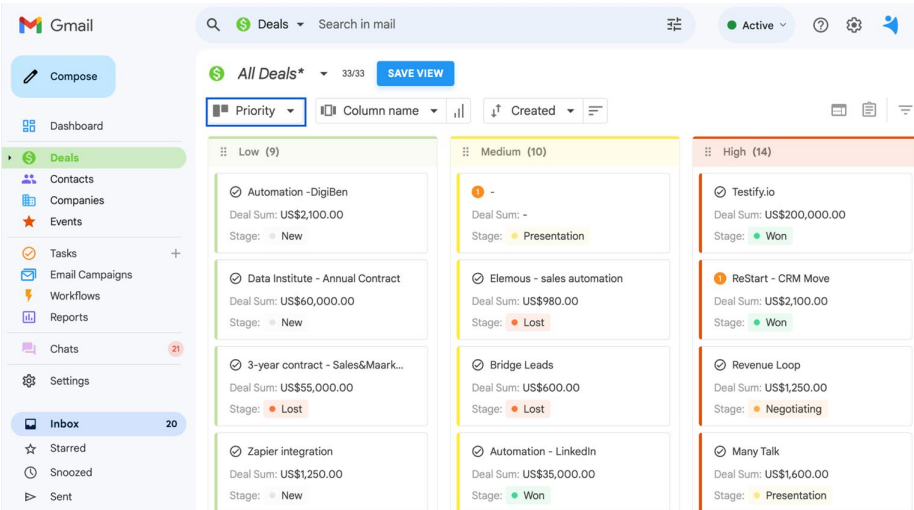 Gmail
Deals
Search in mail
Active
Compose
Dashboard
Deals
Contacts
Companies
Events
Tasks
Email Campaigns
Workflows
Reports
Chats
21
Settings
Inbox
20
Starred
Snoozed
Sent
All Deals*
33/33
SAVE VIEW
Priority
Column name
Created
Low (9)
Automation -DigiBen
Deal Sum: US$2,100.00
Stage: New
Data Institute - Annual Contract
Deal Sum: US$60,000.00
Stage: New
3-year contract - Sales&Maark...
Deal Sum: US$55,000.00
Stage: Lost
Zapier integration
Deal Sum: US$1,250.00
Stage: New
Medium (10)
1 -
Deal Sum: -
Stage: Presentation
Elemous - sales automation
Deal Sum: US$980.00
Stage: Lost
Bridge Leads
Deal Sum: US$600.00
Stage: Lost
Automation - LinkedIn
Deal Sum: US$35,000.00
Stage: Won
High (14)
Testify.io
Deal Sum: US$200,000.00
Stage: Won
1 ReStart - CRM Move
Deal Sum: US$2,100.00
Stage: Won
Revenue Loop
Deal Sum: US$1,250.00
Stage: Negotiating
Many Talk
Deal Sum: US$1,600.00
Stage: Presentation